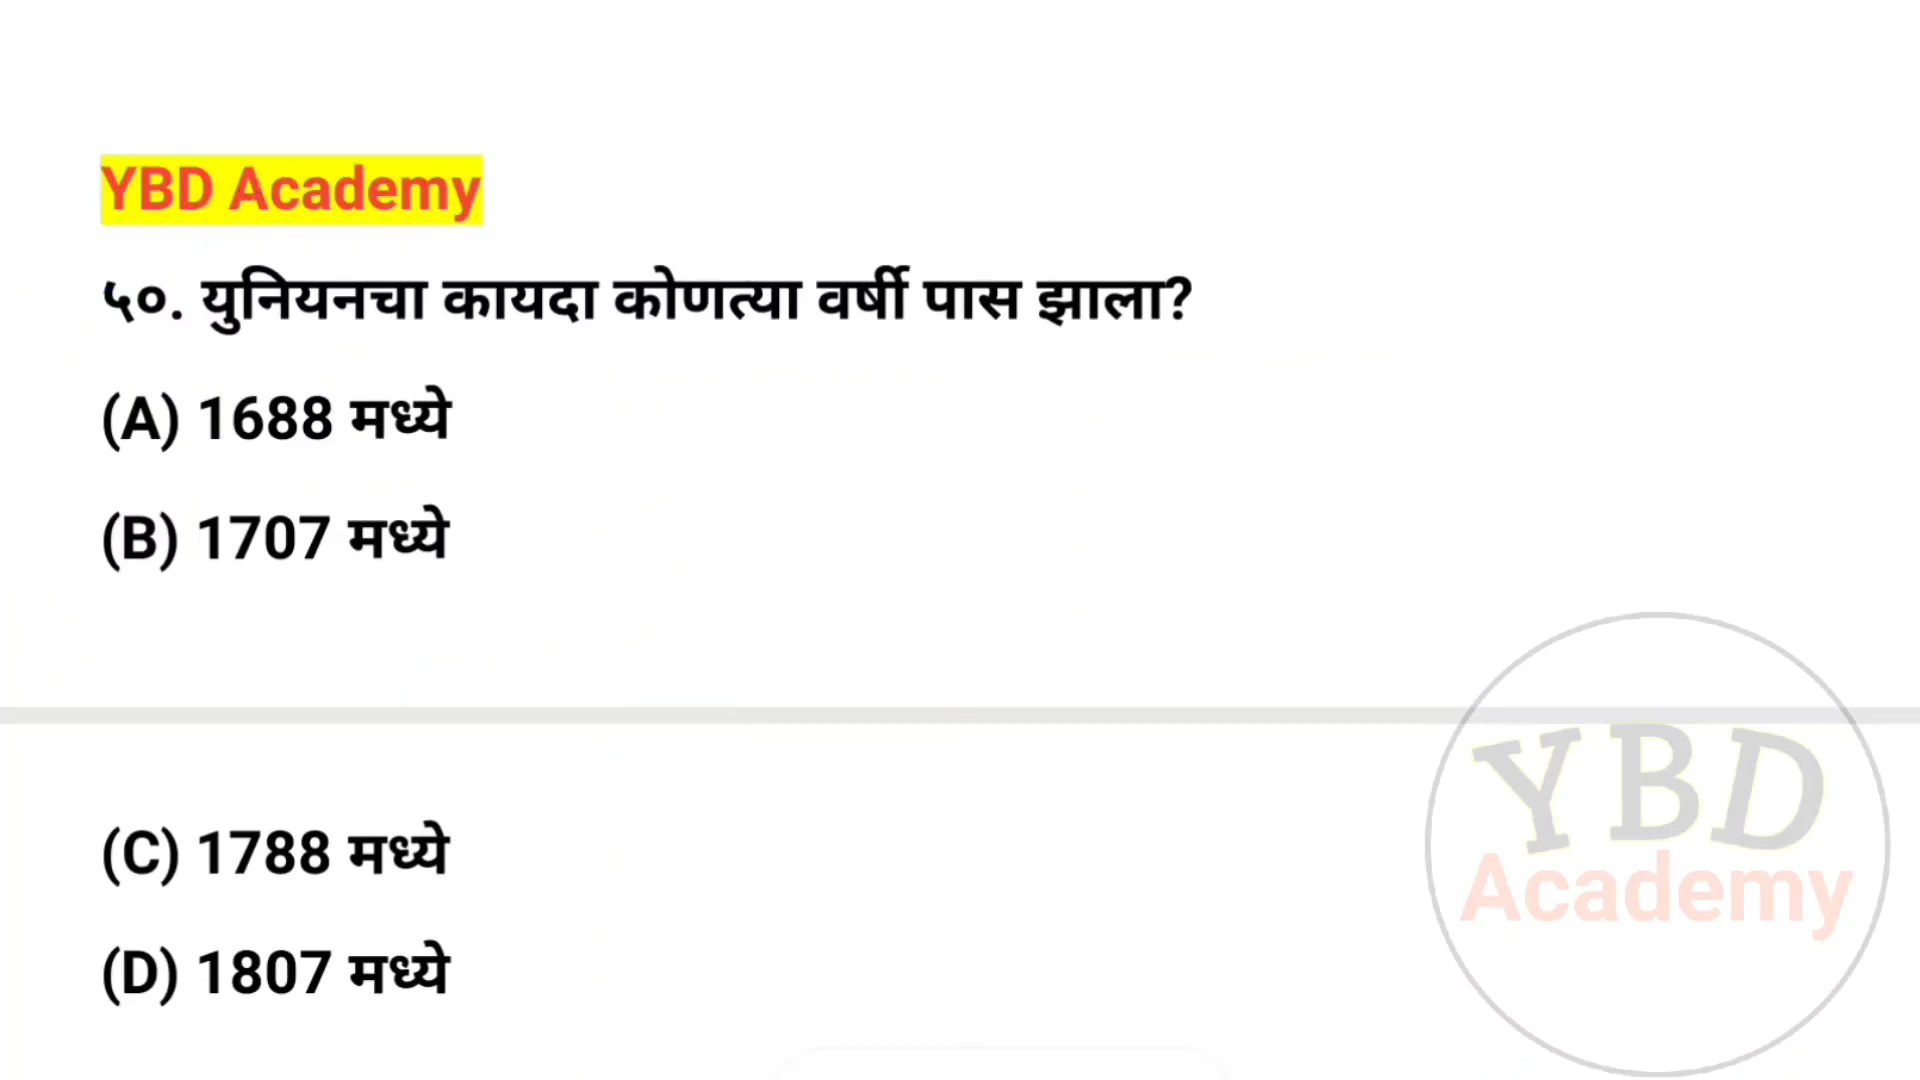 YBD Academy
५०. युनियनचा कायदा कोणत्या वर्षी पास झाला?
(A) 1688 मध्ये
(B) 1707 मध्ये
(C) 1788 मध्ये
(D) 1807 मध्ये
YBD
Academy